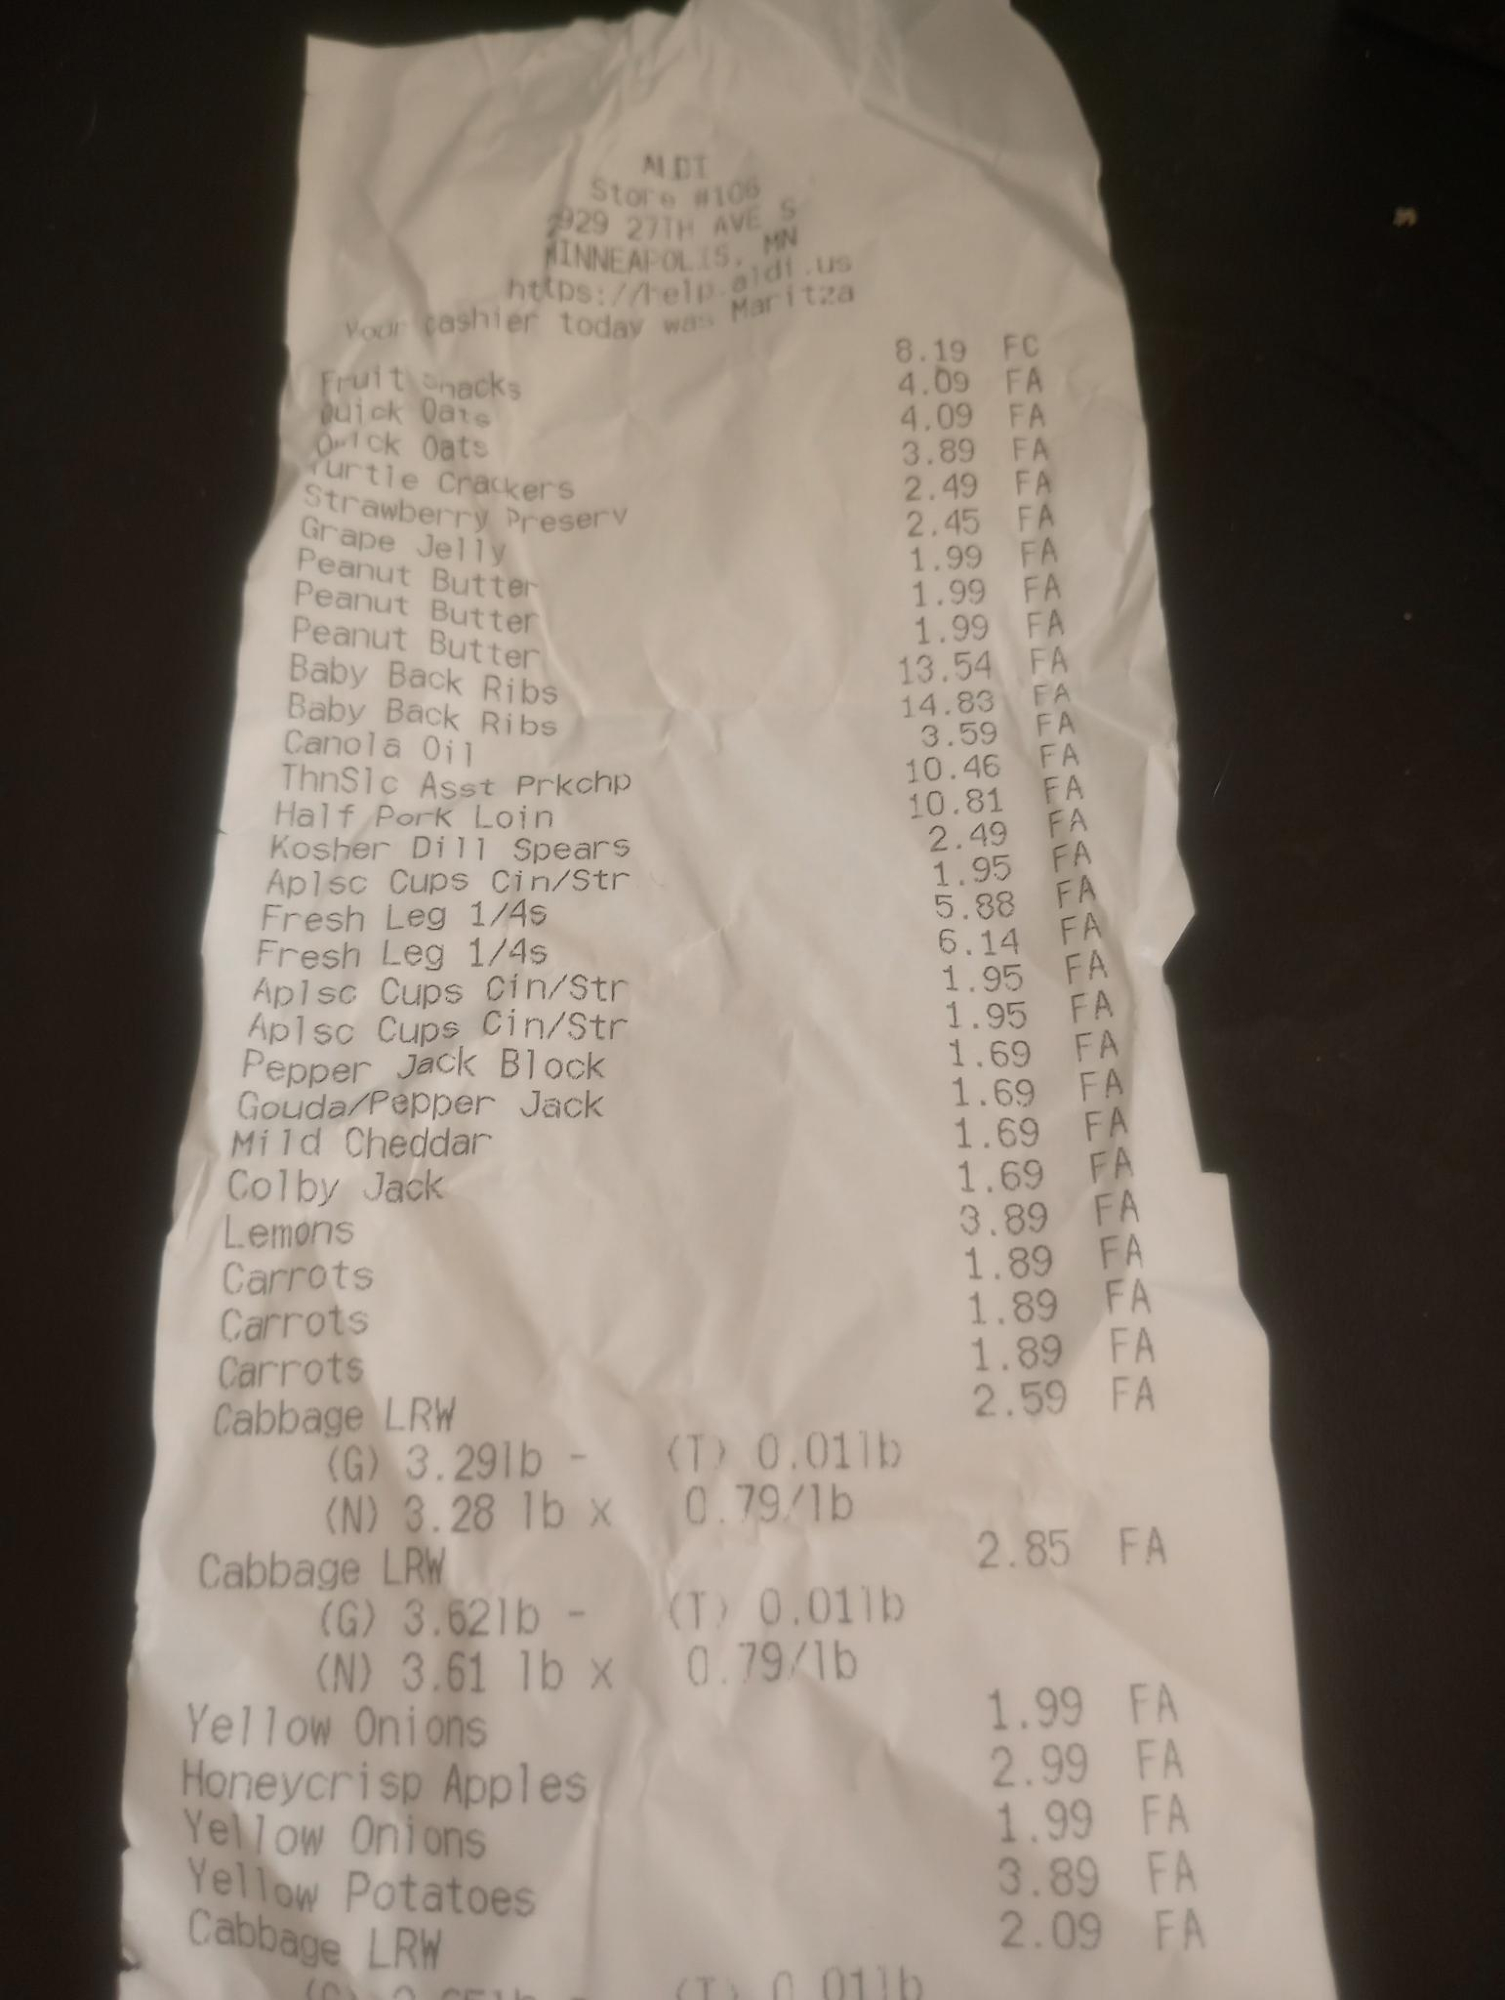 ALDI
Store #106
2929 27TH AVE S
MINNEAPOLIS, MN
https://help.aldi.us
Your cashier today was Maritza
Fruit Snacks 8.19 FC
Quick Oats 4.09 FA
Quick Oats 4.09 FA
Turtle Crackers 3.89 FA
Strawberry Preserv 2.49 FA
Grape Jelly 2.45 FA
Peanut Butter 1.99 FA
Peanut Butter 1.99 FA
Peanut Butter 1.99 FA
Baby Back Ribs 13.54 FA
Baby Back Ribs 14.83 FA
Canola Oil 3.59 FA
ThnSlc Asst Prkchp 10.46 FA
Half Pork Loin 10.81 FA
Kosher Dill Spears 2.49 FA
Aplsc Cups Cin/Str 1.95 FA
Fresh Leg 1/4s 5.88 FA
Fresh Leg 1/4s 6.14 FA
Aplsc Cups Cin/Str 1.95 FA
Aplsc Cups Cin/Str 1.95 FA
Pepper Jack Block 1.69 FA
Gouda/Pepper Jack 1.69 FA
Mild Cheddar 1.69 FA
Colby Jack 1.69 FA
Lemons 3.89 FA
Carrots 1.89 FA
Carrots 1.89 FA
Carrots 1.89 FA
Cabbage LRW 2.59 FA
(G) 3.29lb - (T) 0.01lb
(N) 3.28 lb x 0.79/lb
Cabbage LRW 2.85 FA
(G) 3.62lb - (T) 0.01lb
(N) 3.61 lb x 0.79/lb
Yellow Onions 1.99 FA
Honeycrisp Apples 2.99 FA
Yellow Onions 1.99 FA
Yellow Potatoes 3.89 FA
Cabbage LRW 2.09 FA
(T) 0.01lb